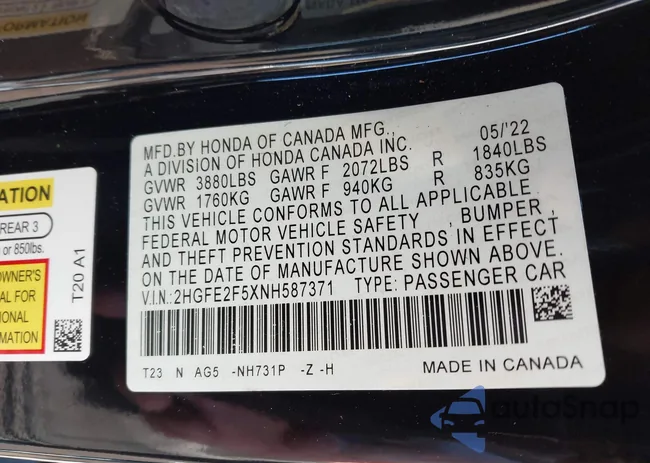 MFD.BY HONDA OF CANADA MFG., 05/'22
A DIVISION OF HONDA CANADA INC.
GVWR 3880LBS GAWR F 2072LBS R 1840LBS
GVWR 1760KG GAWR F 940KG R 835KG
THIS VEHICLE CONFORMS TO ALL APPLICABLE
FEDERAL MOTOR VEHICLE SAFETY, BUMPER,
AND THEFT PREVENTION STANDARDS IN EFFECT
ON THE DATE OF MANUFACTURE SHOWN ABOVE.
V.I.N.:2HGFE2F5XNH587371 TYPE: PASSENGER CAR
T23 N AG5 -NH731P -Z -H MADE IN CANADA
ATION
REAR 3
or 850lbs.
OWNER'S
AL FOR
IONAL
MATION
T20 A1
autoSnap